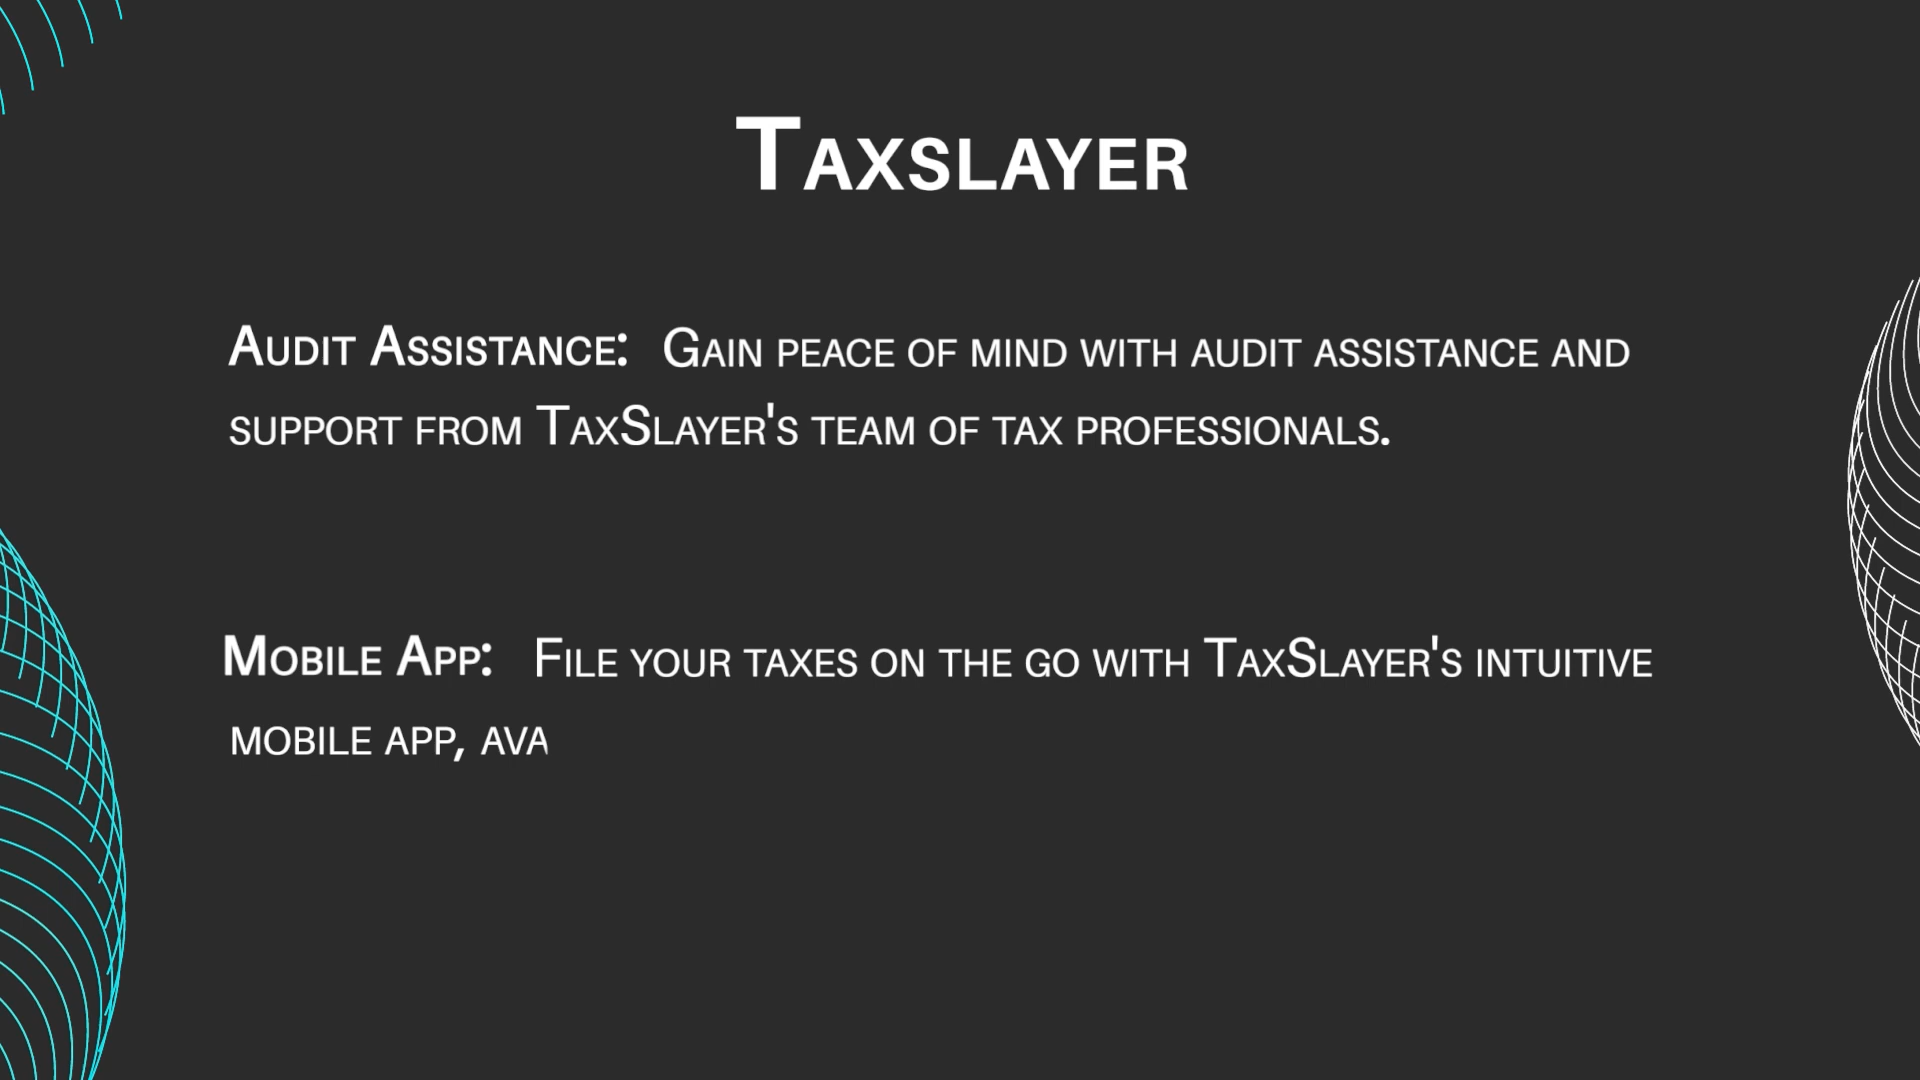 Taxslayer
Audit Assistance: Gain peace of mind with audit assistance and
support from TaxSlayer's team of tax professionals.
Mobile App: File your taxes on the go with TaxSlayer's intuitive
mobile app, ava